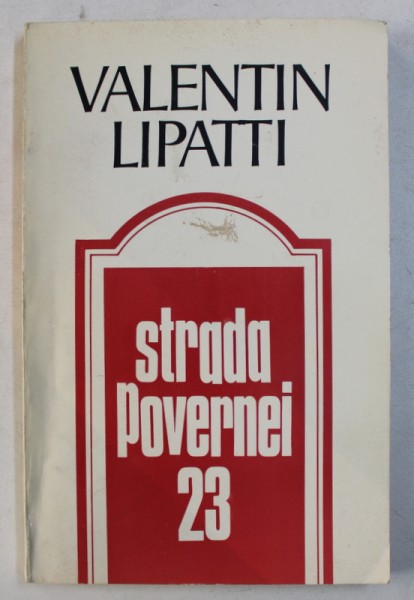 VALENTIN
LIPATTI
strada
povernei
23